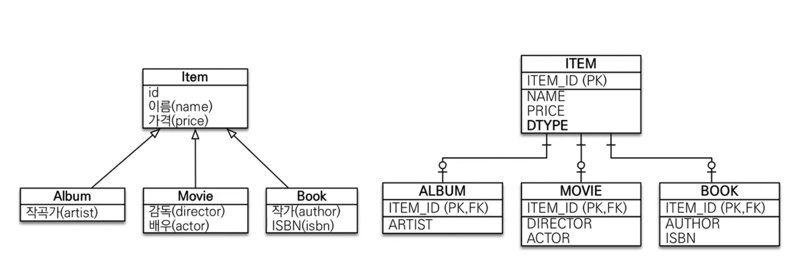 Item
id
이름(name)
가격(price)
Album
작곡가(artist)
Movie
감독(director)
배우(actor)
Book
작가(author)
ISBN(isbn)
ITEM
ITEM_ID (PK)
NAME
PRICE
DTYPE
ALBUM
ITEM_ID (PK,FK)
ARTIST
MOVIE
ITEM_ID (PK,FK)
DIRECTOR
ACTOR
BOOK
ITEM_ID (PK,FK)
AUTHOR
ISBN